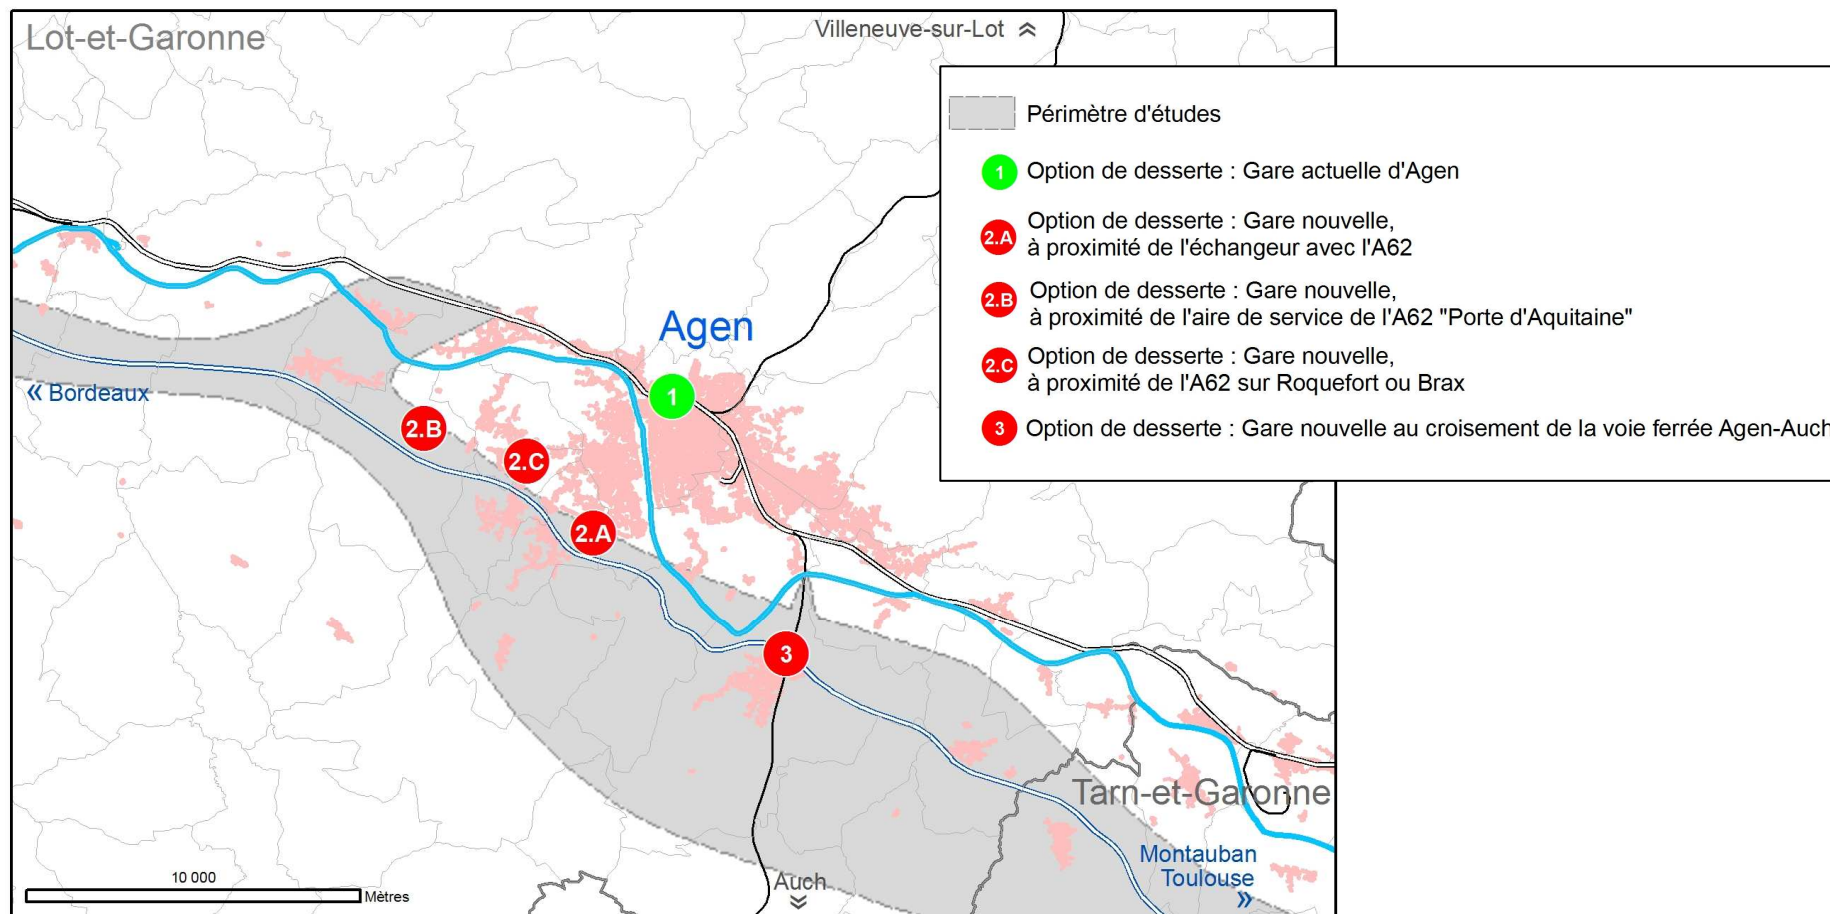 Lot-et-Garonne
Villeneuve-sur-Lot
Périmètre d'études
1 Option de desserte : Gare actuelle d'Agen
2.A Option de desserte : Gare nouvelle,
à proximité de l'échangeur avec l'A62
2.B Option de desserte : Gare nouvelle,
à proximité de l'aire de service de l'A62 "Porte d'Aquitaine"
2.C Option de desserte : Gare nouvelle,
à proximité de l'A62 sur Roquefort ou Brax
3 Option de desserte : Gare nouvelle au croisement de la voie ferrée Agen-Auch
Agen
« Bordeaux
1
2.B
2.C
2.A
3
Tarn-et-Garonne
Montauban
Toulouse
»
Auch
10 000
Mètres